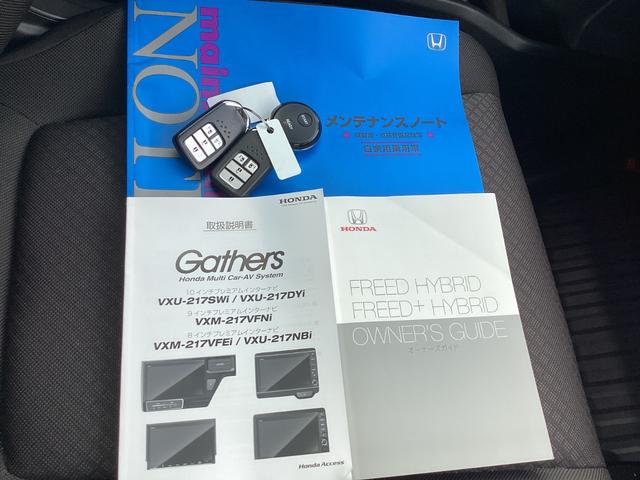 main
NOT
メンテナンスノート
自家用乗用車
HONDA
取扱説明書
Gathers
Honda Multi Car-AV System
10インチプレミアムインターナビ
VXU-217SWi / VXU-217DYi
9インチプレミアムインターナビ
VXM-217VFNi
8インチプレミアムインターナビ
VXM-217VFEi / VXU-217NBi
Honda Access
HONDA
FREED HYBRID
FREED+ HYBRID
OWNER'S GUIDE
オーナーズガイド